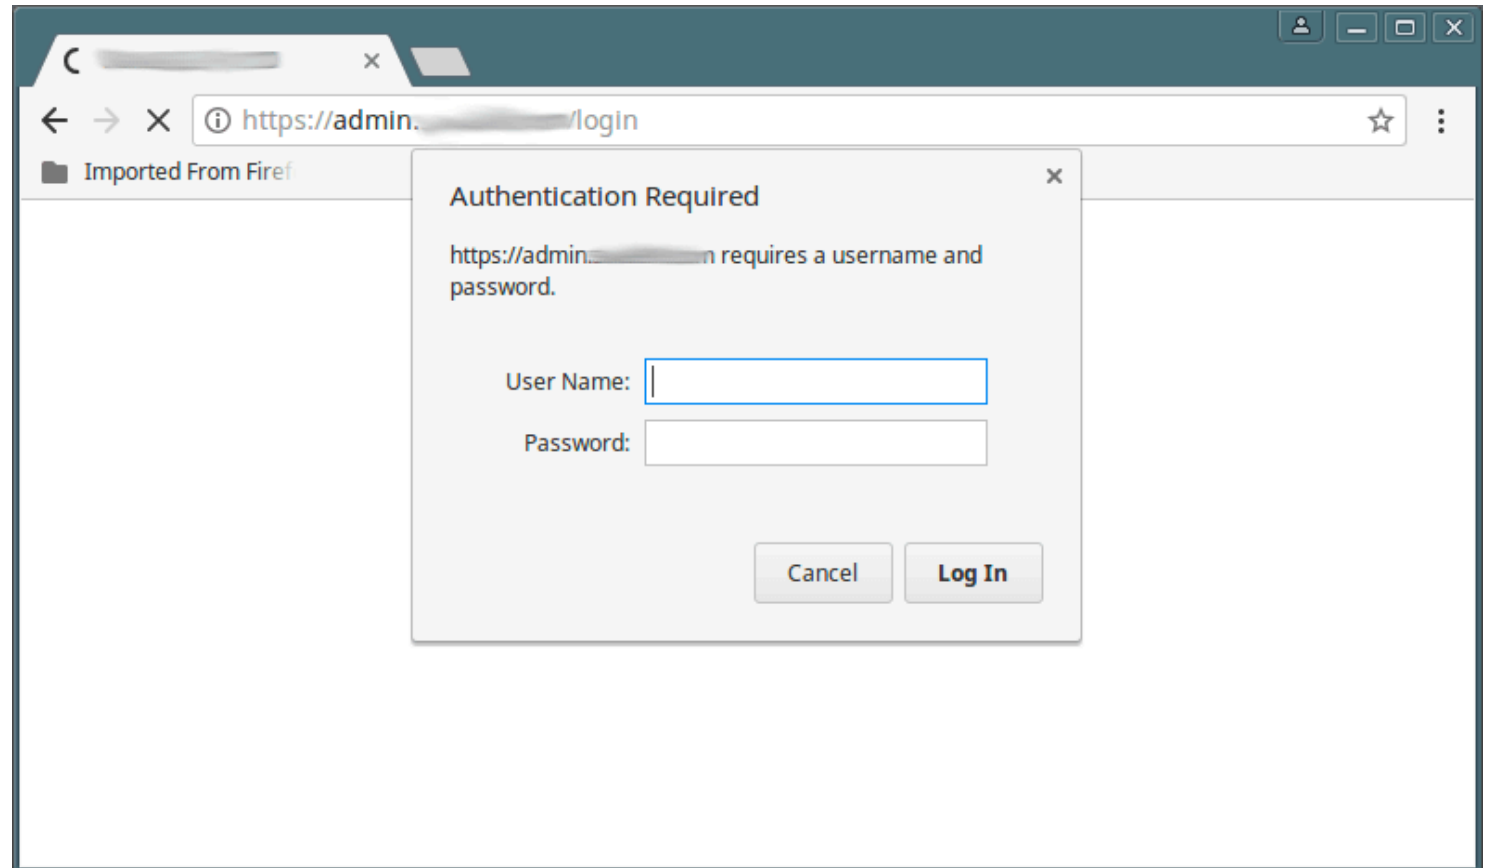 https://admin. /login
Imported From Firef
Authentication Required
https://admin. requires a username and
password.
User Name:
Password:
Cancel
Log In